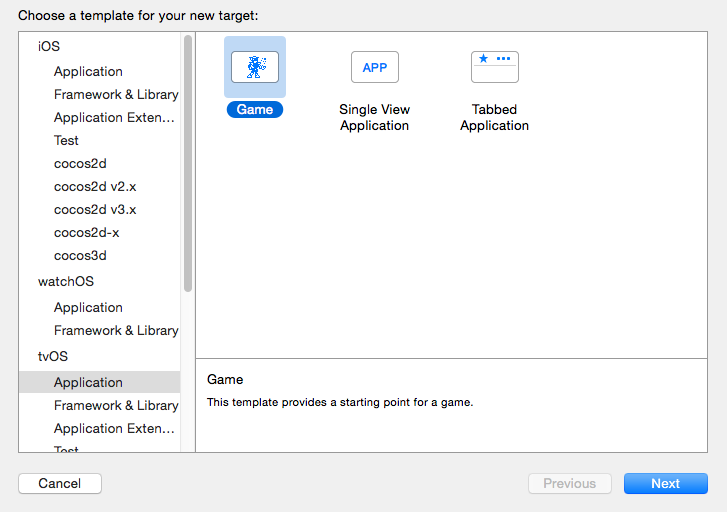 Choose a template for your new target:
iOS
Application
Framework & Library
Application Exten...
Test
cocos2d
cocos2d v2.x
cocos2d v3.x
cocos2d-x
cocos3d
watchOS
Application
Framework & Library
tvOS
Application
Framework & Library
Application Exten...
Test
Game
APP
Single View
Application
Tabbed
Application
Game
This template provides a starting point for a game.
Cancel
Previous
Next